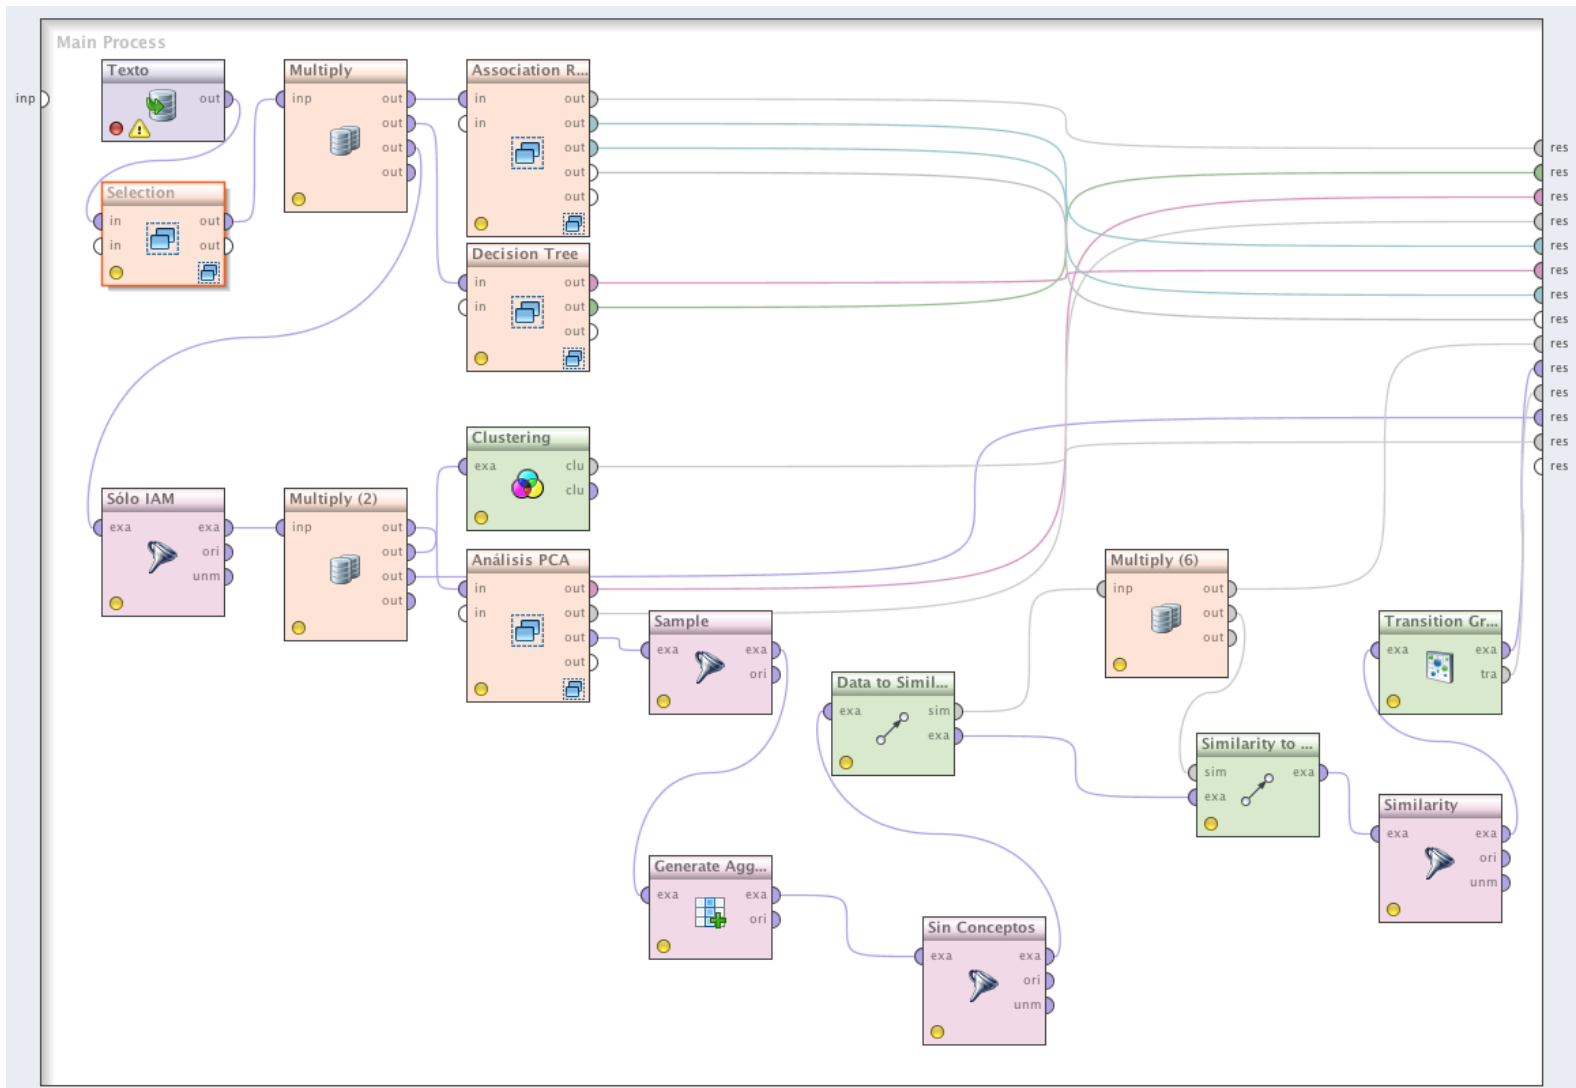 Main Process
inp
Texto
out
Multiply
inp out
out
out
out
Association R...
in out
in out
out
out
out
Selection
in out
in out
Decision Tree
in out
in out
out
res
res
res
res
res
res
res
res
res
res
res
res
res
res
Clustering
exa clu
clu
Sólo IAM
exa exa
ori
unm
Multiply (2)
inp out
out
out
out
Análisis PCA
in out
in out
out
out
Sample
exa exa
ori
Multiply (6)
inp out
out
out
Transition Gr...
exa exa
tra
Data to Simil...
exa sim
exa
Similarity to ...
sim exa
exa
Similarity
exa exa
ori
unm
Generate Agg...
exa exa
ori
Sin Conceptos
exa exa
ori
unm